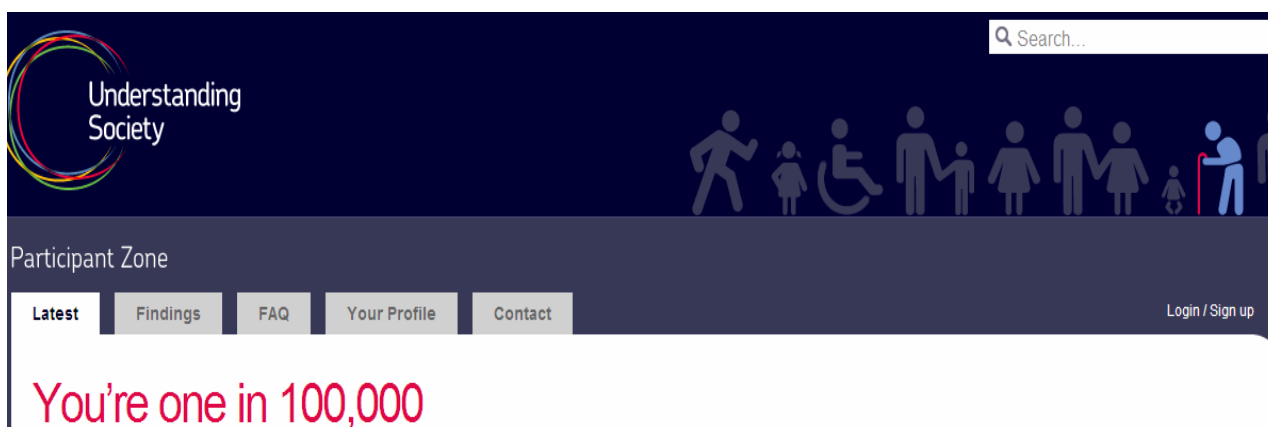 Search...
Understanding
Society
Participant Zone
Latest Findings FAQ Your Profile Contact Login / Sign up
You're one in 100,000